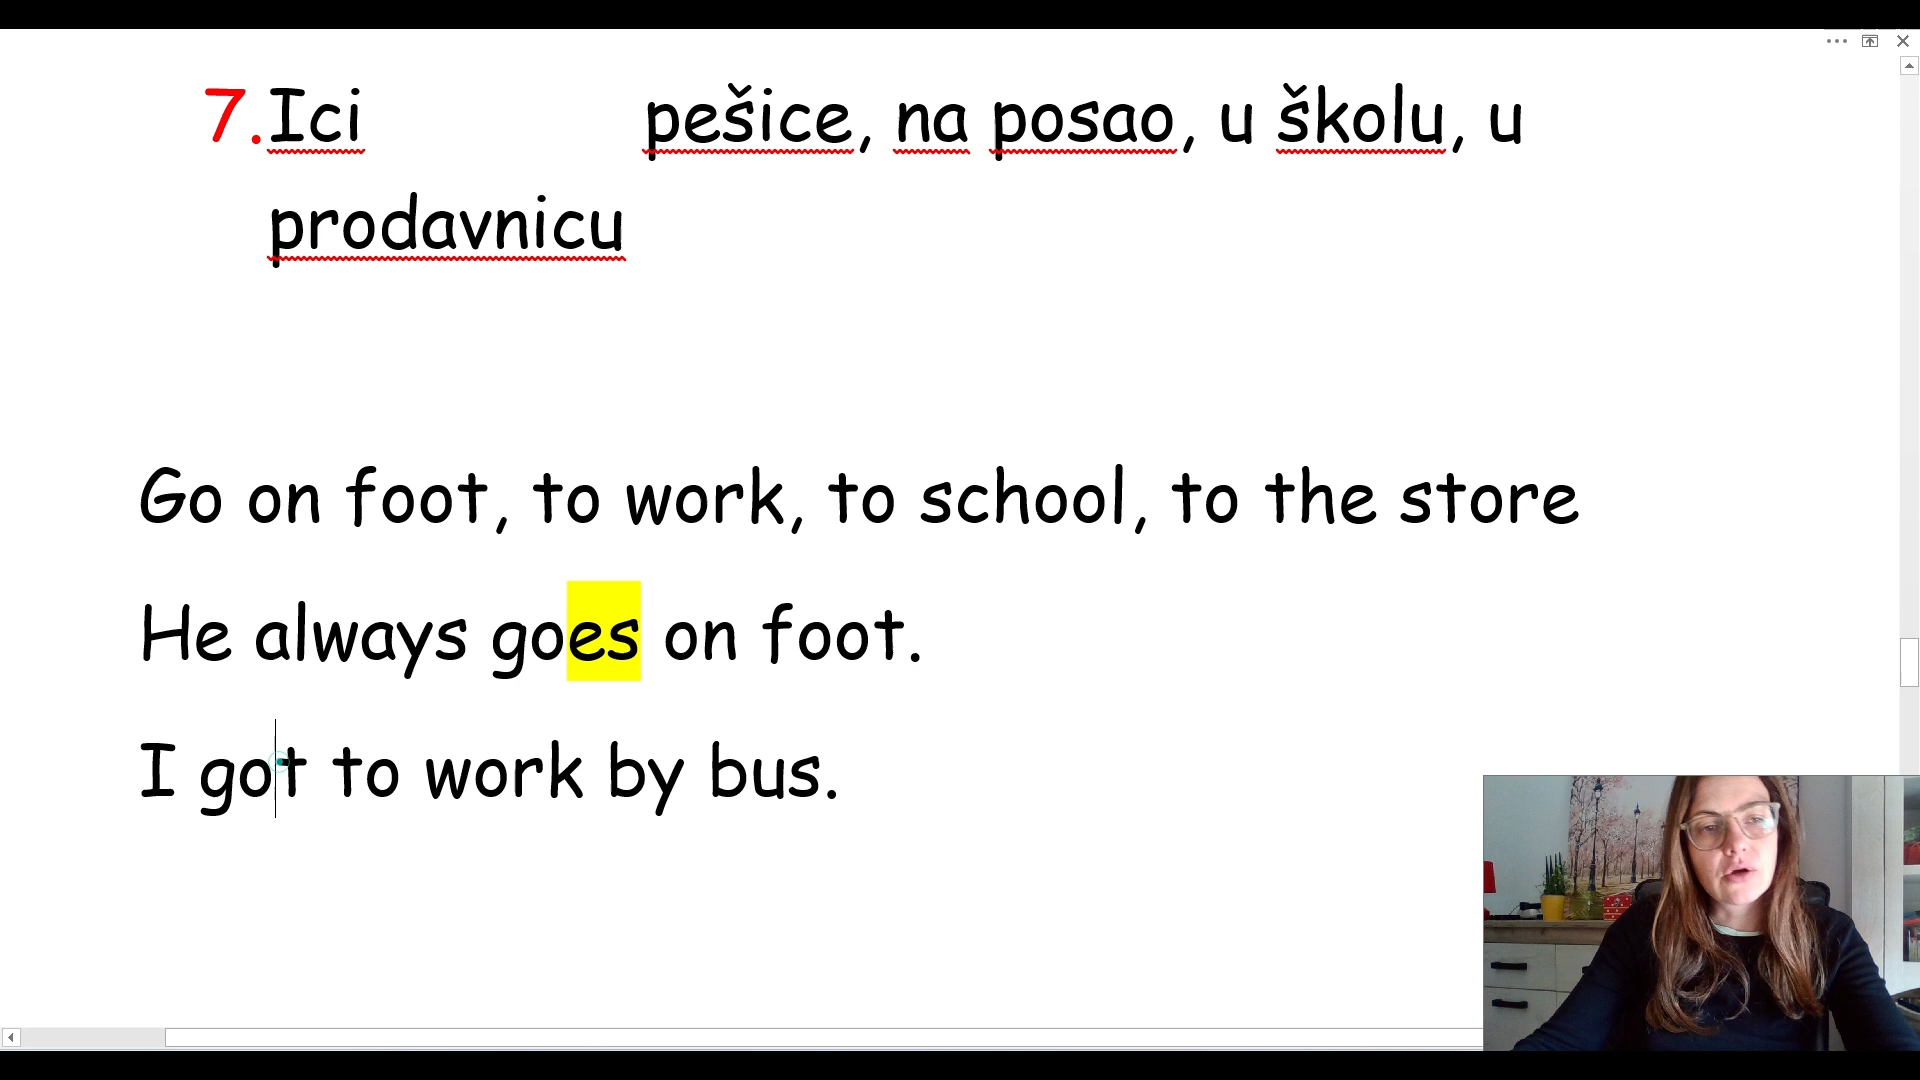 7.Ici pešice, na posao, u školu, u
prodavnicu
Go on foot, to work, to school, to the store
He always goes on foot.
I got to work by bus.